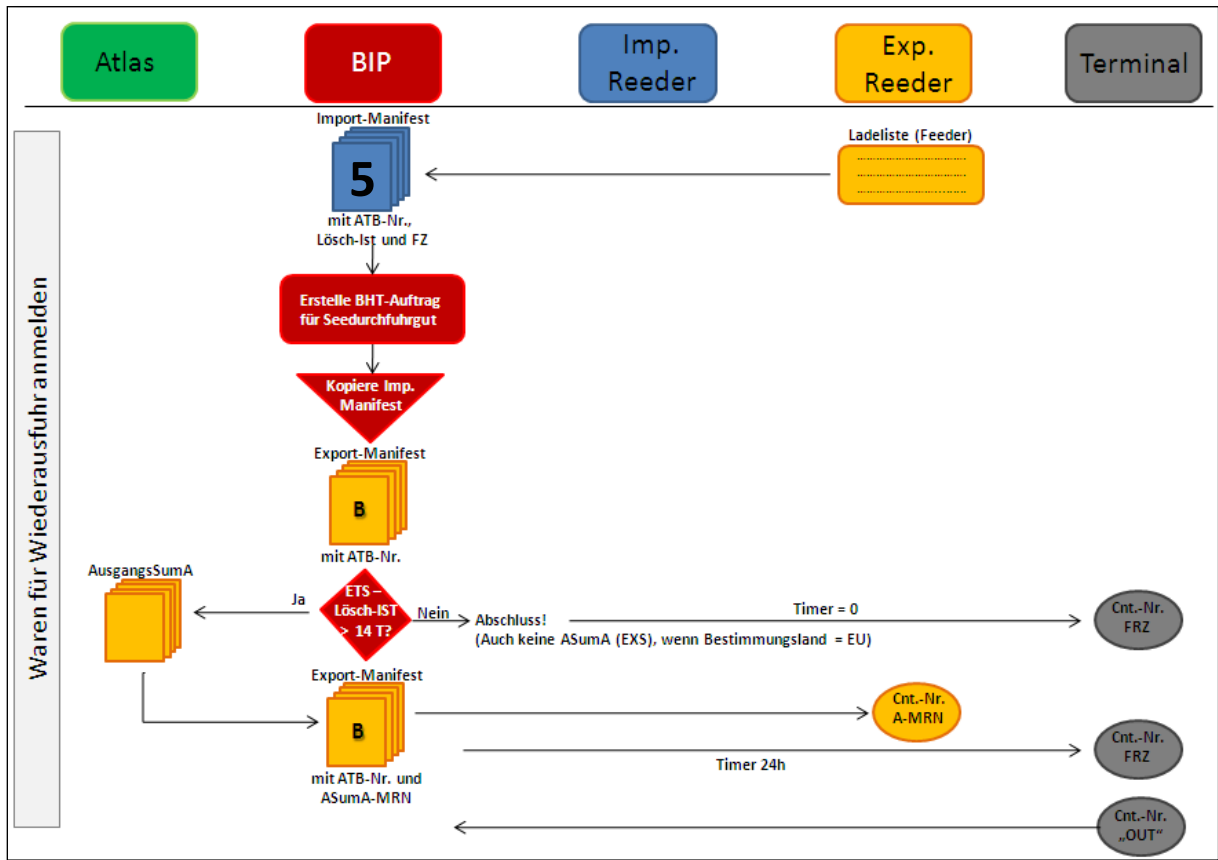 Atlas
BIP
Imp.
Reeder
Exp.
Reeder
Terminal
Waren für Wiederausfuhr anmelden
Import-Manifest
5
mit ATB-Nr.,
Lösch-Ist und FZ
Ladeliste (Feeder)
Erstelle BHT-Auftrag
für Seedurchfuhrgut
Kopiere Imp.
Manifest
Export-Manifest
B
mit ATB-Nr.
AusgangsSumA
Ja
ETS –
Lösch-IST
> 14 T?
Nein
Abschluss!
(Auch keine ASumA (EXS), wenn Bestimmungsland = EU)
Timer = 0
Cnt.-Nr.
FRZ
Export-Manifest
B
mit ATB-Nr. und
ASumA-MRN
Cnt.-Nr.
A-MRN
Timer 24h
Cnt.-Nr.
FRZ
Cnt.-Nr.
„OUT“